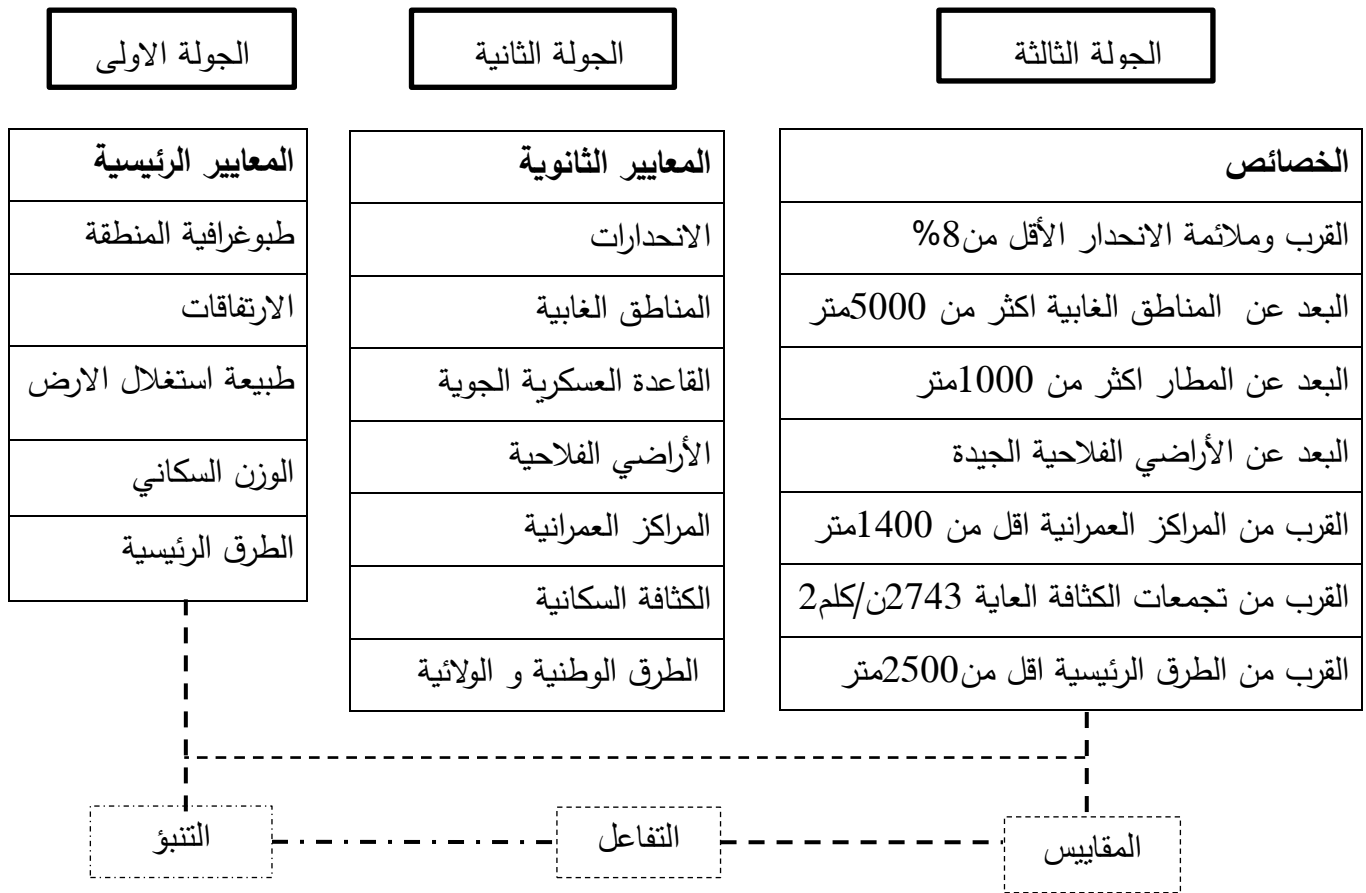 الجولة الاولى
الجولة الثانية
الجولة الثالثة
المعايير الرئيسية
طبوغرافية المنطقة
الارتفاقات
طبيعة استغلال الارض
الوزن السكاني
الطرق الرئيسية
المعايير الثانوية
الانحدارات
المناطق الغابية
القاعدة العسكرية الجوية
الأراضي الفلاحية
المراكز العمرانية
الكثافة السكانية
الطرق الوطنية و الولائية
الخصائص
القرب وملائمة الانحدار الأقل من8%
البعد عن المناطق الغابية اكثر من 5000متر
البعد عن المطار اكثر من 1000متر
البعد عن الأراضي الفلاحية الجيدة
القرب من المراكز العمرانية اقل من 1400متر
القرب من تجمعات الكثافة العاية 2743ن/كلم2
القرب من الطرق الرئيسية اقل من2500متر
التنبؤ
التفاعل
المقاييس